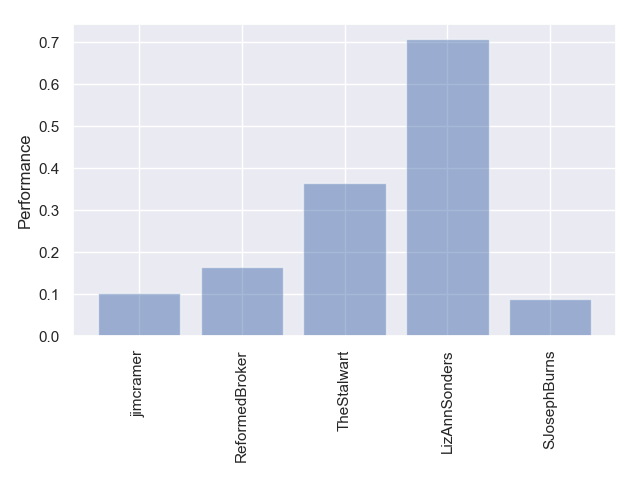 0.7
0.6
0.5
0.4
0.3
0.2
0.1
0.0
Performance
jimcramer
ReformedBroker
TheStalwart
LizAnnSonders
SJosephBurns